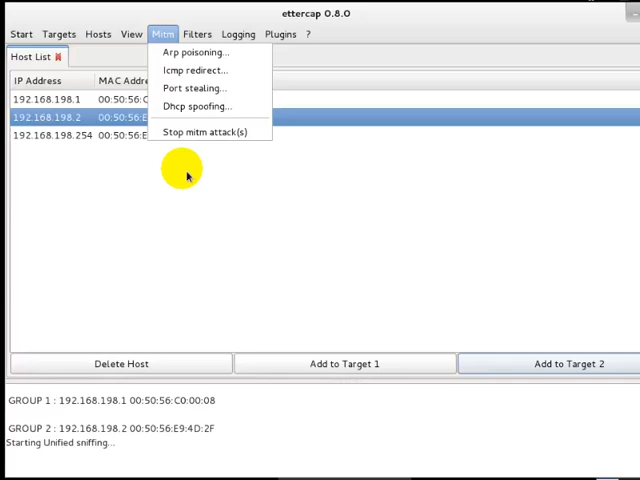 ettercap 0.8.0
Start Targets Hosts View Mitm Filters Logging Plugins ?
Host List
Arp poisoning...
Icmp redirect...
Port stealing...
Dhcp spoofing...
Stop mitm attack(s)
IP Address MAC Addre
192.168.198.1 00:50:56:C
192.168.198.2 00:50:56:E
192.168.198.254 00:50:56:E
Delete Host Add to Target 1 Add to Target 2
GROUP 1 : 192.168.198.1 00:50:56:C0:00:08
GROUP 2 : 192.168.198.2 00:50:56:E9:4D:2F
Starting Unified sniffing...